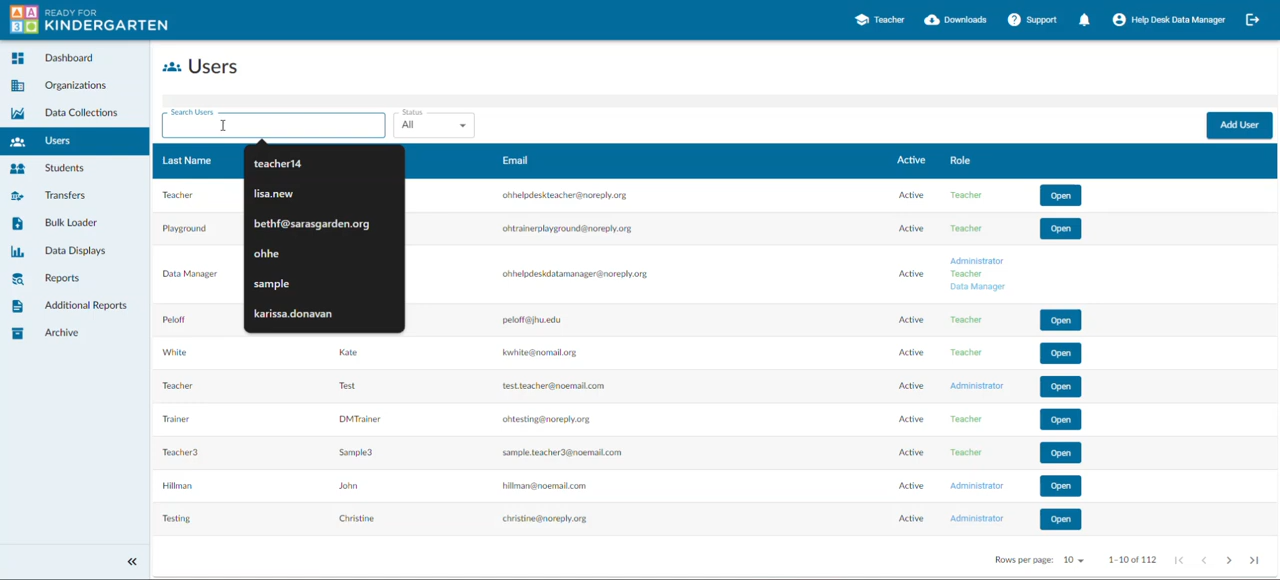 READY FOR
KINDERGARTEN
Teacher
Downloads
Support
Help Desk Data Manager
Dashboard
Organizations
Data Collections
Users
Students
Transfers
Bulk Loader
Data Displays
Reports
Additional Reports
Archive
Users
Search Users
Status
All
Add User
teacher14
lisa.new
bethf@sarasgarden.org
ohhe
sample
karissa.donavan
Last Name Email Active Role
Teacher ohhelpdeskteacher@noreply.org Active Teacher Open
Playground ohtrainerplayground@noreply.org Active Teacher Open
Data Manager ohhelpdeskdatamanager@noreply.org Active Administrator
Teacher
Data Manager
Peloff peloff@jhu.edu Active Teacher Open
White Kate kwhite@nomail.org Active Teacher Open
Teacher Test test.teacher@noemail.com Active Administrator Open
Trainer DMTrainer ohtesting@noreply.org Active Teacher Open
Teacher3 Sample3 sample.teacher3@noemail.com Active Teacher Open
Hillman John hillman@noemail.com Active Administrator Open
Testing Christine christine@noreply.org Active Administrator Open
Rows per page: 10 1-10 of 112